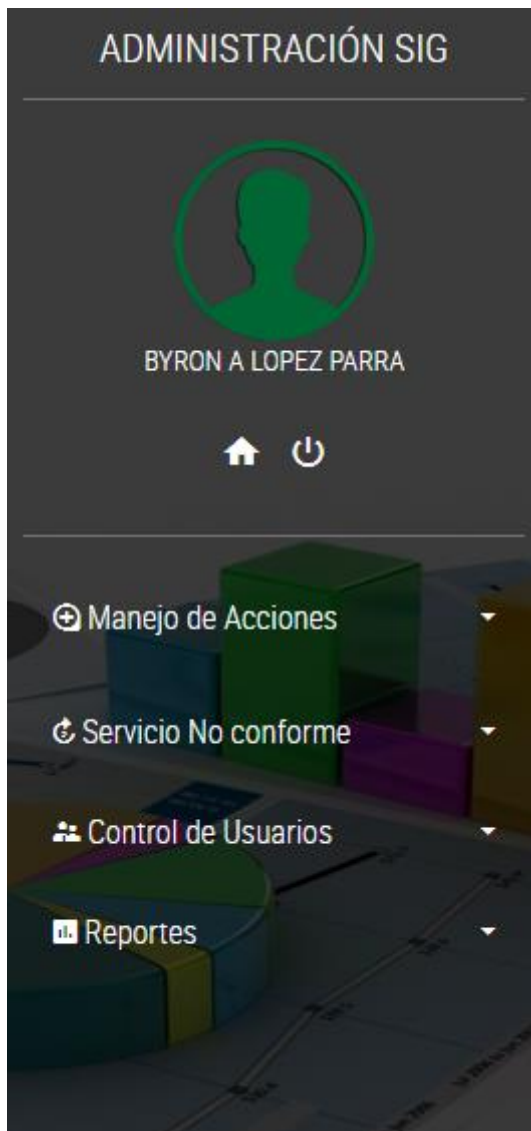 ADMINISTRACIÓN SIG
BYRON A LOPEZ PARRA
Manejo de Acciones
Servicio No conforme
Control de Usuarios
Reportes